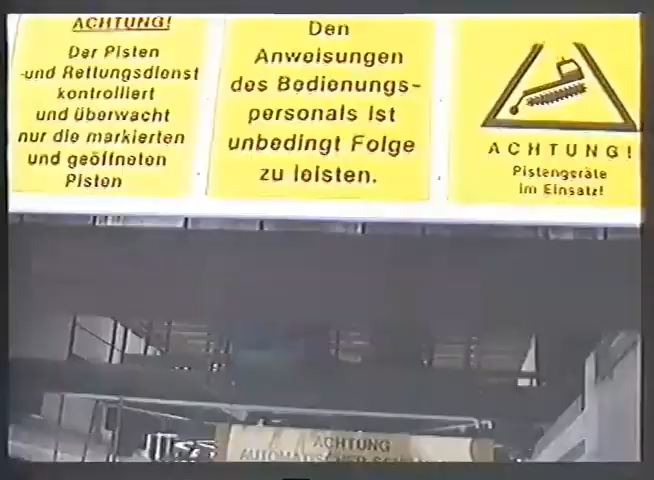 ACHTUNG!
Der Pisten
-und Rettungsdienst
kontrolliert
und überwacht
nur die markierten
und geöffneten
Pisten
Den
Anweisungen
des Bedienungs-
personals ist
unbedingt Folge
zu leisten.
ACHTUNG!
Pistengeräte
im Einsatz!
ACHTUNG
AUTOMATISCHER